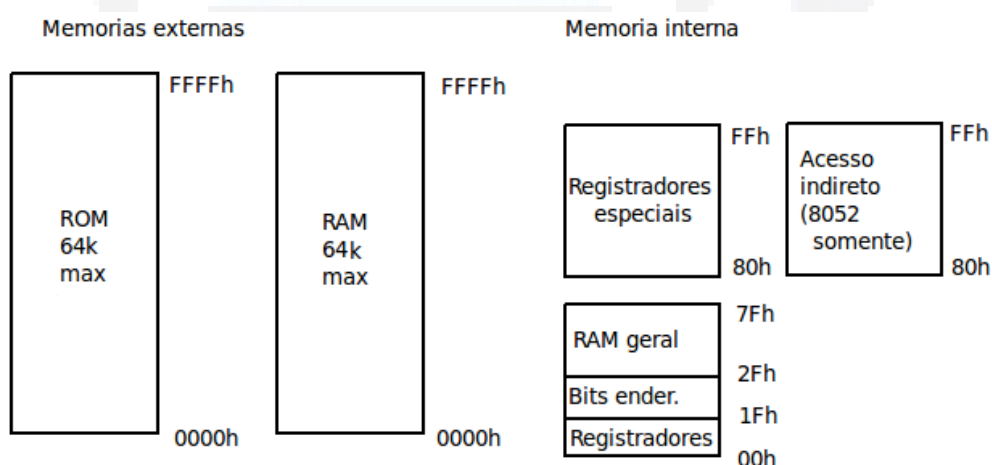 Memorias externas
Memoria interna
FFFFh
FFFFh
ROM
64k
max
RAM
64k
max
0000h
0000h
FFh
FFh
Registradores
especiais
Acesso
indireto
(8052
somente)
80h
80h
7Fh
RAM geral
2Fh
Bits ender.
1Fh
Registradores
00h